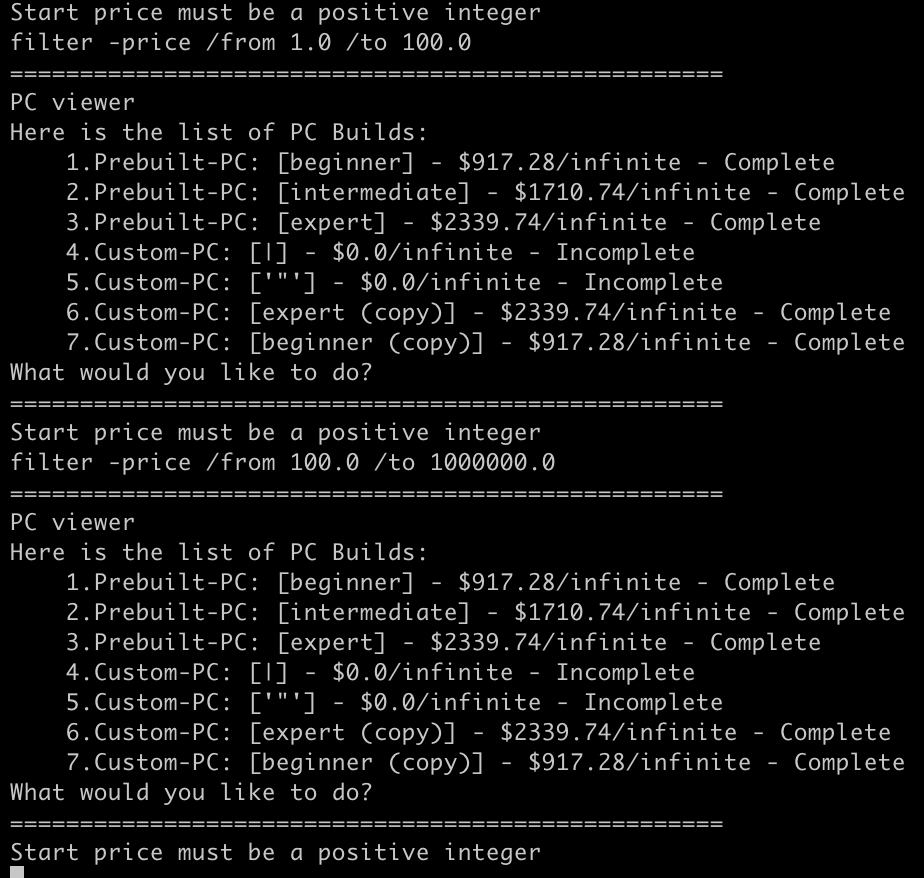 Start price must be a positive integer
filter -price /from 1.0 /to 100.0
===================================================
PC viewer
Here is the list of PC Builds:
    1.Prebuilt-PC: [beginner] - $917.28/infinite - Complete
    2.Prebuilt-PC: [intermediate] - $1710.74/infinite - Complete
    3.Prebuilt-PC: [expert] - $2339.74/infinite - Complete
    4.Custom-PC: [|] - $0.0/infinite - Incomplete
    5.Custom-PC: ['"'] - $0.0/infinite - Incomplete
    6.Custom-PC: [expert (copy)] - $2339.74/infinite - Complete
    7.Custom-PC: [beginner (copy)] - $917.28/infinite - Complete
What would you like to do?
===================================================
Start price must be a positive integer
filter -price /from 100.0 /to 1000000.0
===================================================
PC viewer
Here is the list of PC Builds:
    1.Prebuilt-PC: [beginner] - $917.28/infinite - Complete
    2.Prebuilt-PC: [intermediate] - $1710.74/infinite - Complete
    3.Prebuilt-PC: [expert] - $2339.74/infinite - Complete
    4.Custom-PC: [|] - $0.0/infinite - Incomplete
    5.Custom-PC: ['"'] - $0.0/infinite - Incomplete
    6.Custom-PC: [expert (copy)] - $2339.74/infinite - Complete
    7.Custom-PC: [beginner (copy)] - $917.28/infinite - Complete
What would you like to do?
===================================================
Start price must be a positive integer